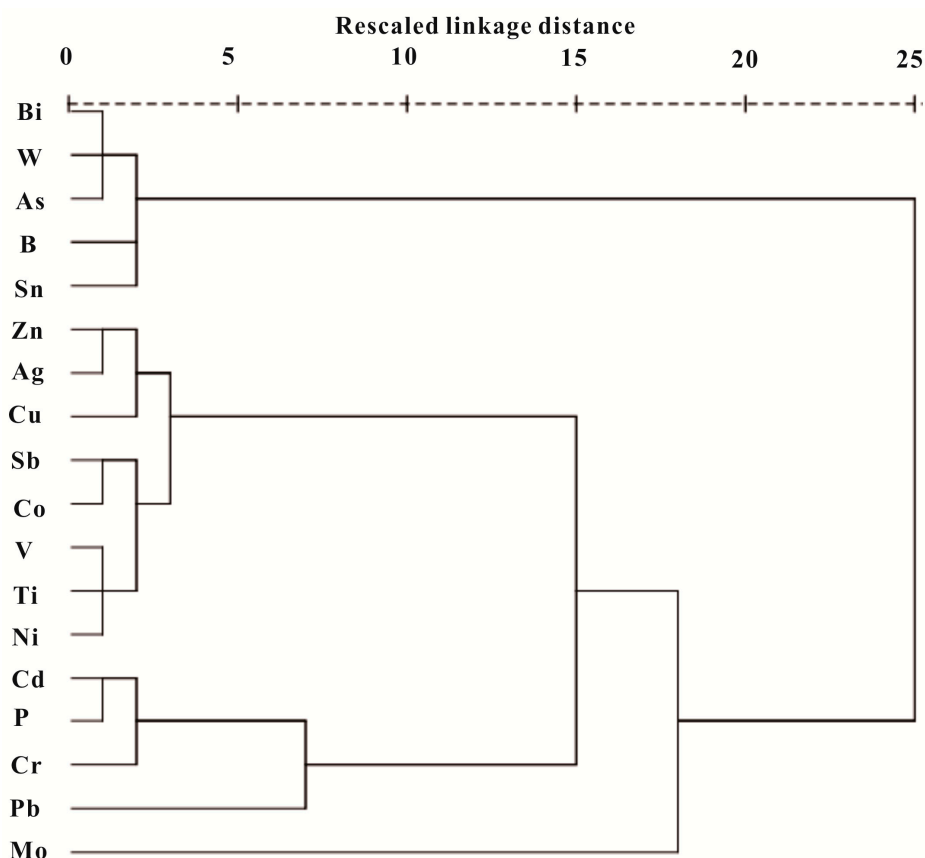 Rescaled linkage distance
0 5 10 15 20 25
Bi
W
As
B
Sn
Zn
Ag
Cu
Sb
Co
V
Ti
Ni
Cd
P
Cr
Pb
Mo